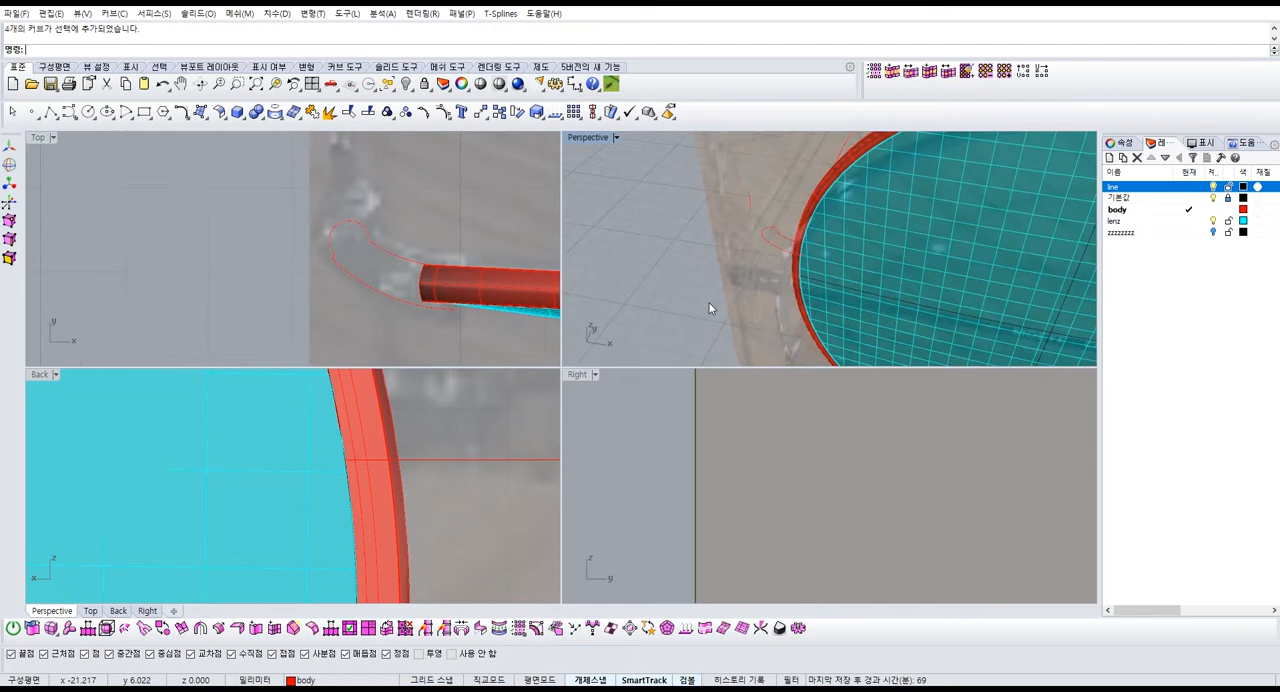 파일(F) 편집(E) 뷰(V) 커브(C) 서피스(S) 솔리드(O) 메쉬(M) 치수(D) 변형(T) 도구(L) 분석(A) 렌더링(R) 패널(P) T-Splines 도움말(H)
4개의 커브가 선택에 추가되었습니다.
명령:
표준 구성평면 뷰 설정 표시 선택 뷰포트 레이아웃 표시 여부 변형 커브 도구 서피스 도구 솔리드 도구 메쉬 도구 렌더링 도구 제도 5버전의 새 기능
Top
Perspective
속성 레… 표시 도움…
이름 현재 켜.. 색 재질
line
기본값
body
lenz
zzzzzzzz
y
x
z y
x
Back
Right
z
x
z
y
Perspective Top Back Right
끝점 근처점 점 중간점 중심점 교차점 수직점 접점 사분점 매듭점 정점 투영 사용 안 함
구성평면 x -21.217 y 6.022 z 0.000 밀리미터 body 그리드 스냅 직교모드 평면모드 개체스냅 SmartTrack 검볼 히스토리 기록 필터 마지막 저장 후 경과 시간(분): 69